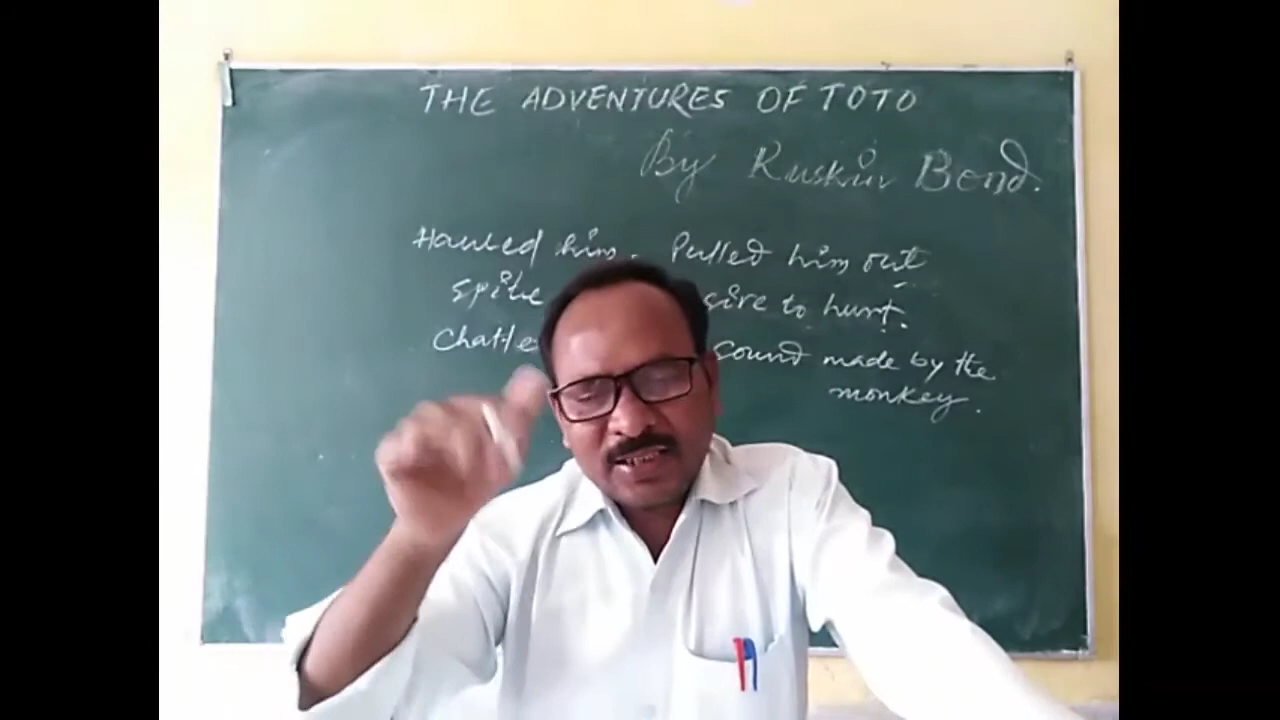 THE ADVENTURES OF TOTO
By Ruskin Bond.
Hauled him. Pulled him out
spite sire to hurt.
Chatte sound made by the
monkey.